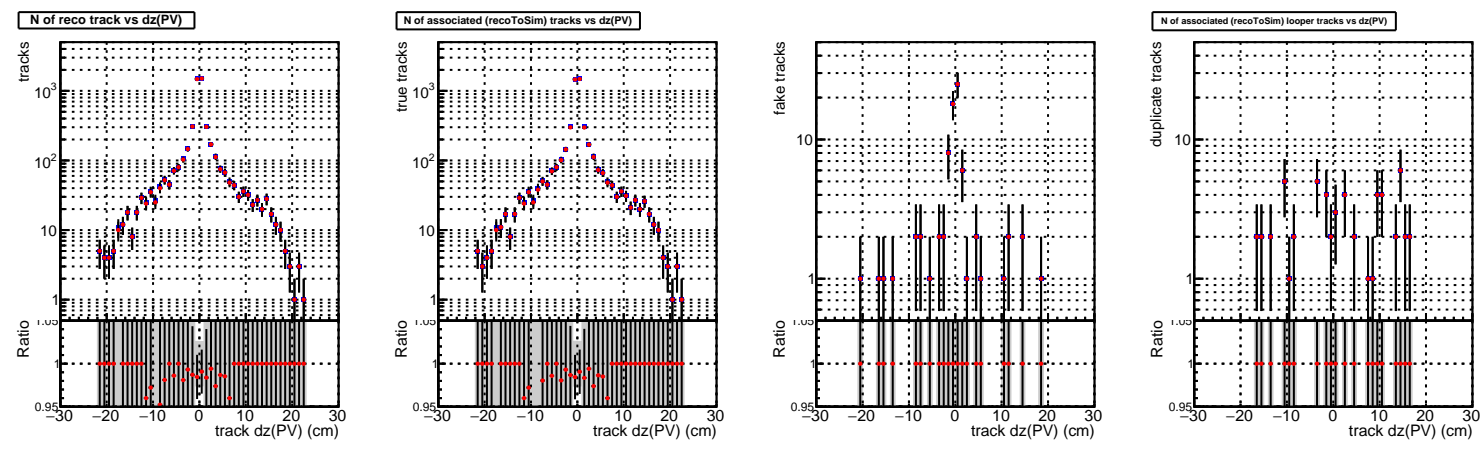 N of reco track vs dz(PV)
tracks
10³
10²
10
1
Ratio
1.05
1
0.95
−30 −20 −10 0 10 20 30
track dz(PV) (cm)
N of associated (recoToSim) tracks vs dz(PV)
true tracks
10³
10²
10
1
Ratio
1.05
1
0.95
−30 −20 −10 0 10 20 30
track dz(PV) (cm)
fake tracks
10
1
Ratio
1.05
1
0.95
−30 −20 −10 0 10 20 30
track dz(PV) (cm)
N of associated (recoToSim) looper tracks vs dz(PV)
duplicate tracks
10
1
Ratio
1.05
1
0.95
−30 −20 −10 0 10 20 30
track dz(PV) (cm)